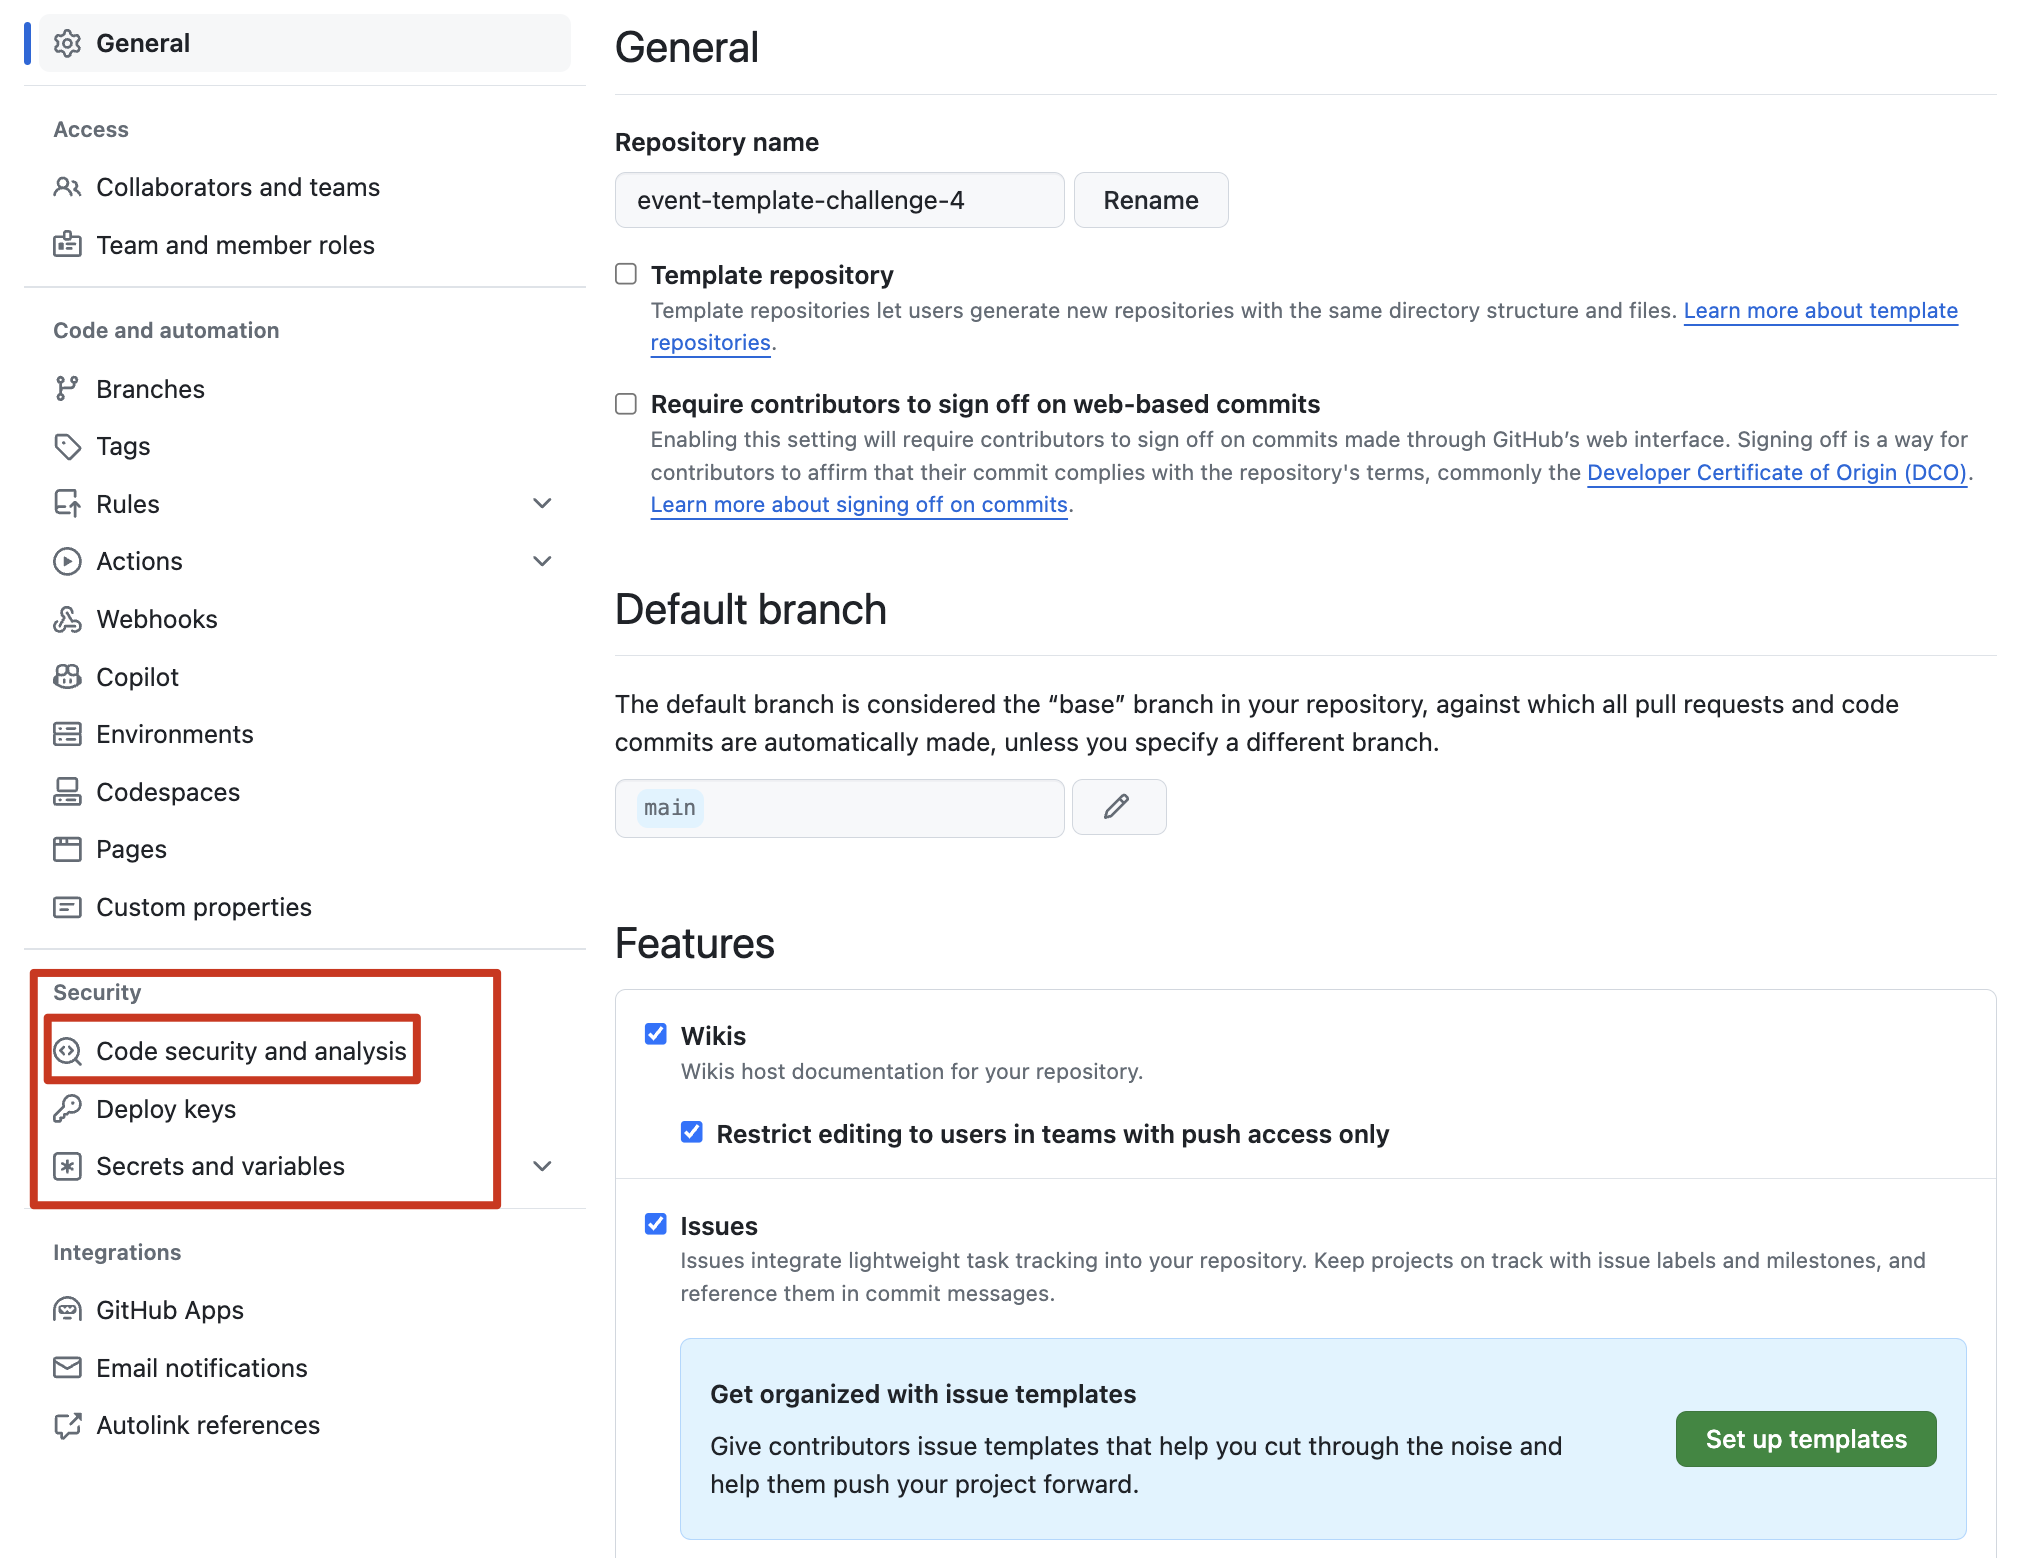 General
Access
Collaborators and teams
Team and member roles
Code and automation
Branches
Tags
Rules
Actions
Webhooks
Copilot
Environments
Codespaces
Pages
Custom properties
Security
Code security and analysis
Deploy keys
Secrets and variables
Integrations
GitHub Apps
Email notifications
Autolink references
General
Repository name
event-template-challenge-4
Rename
Template repository
Template repositories let users generate new repositories with the same directory structure and files. Learn more about template
repositories.
Require contributors to sign off on web-based commits
Enabling this setting will require contributors to sign off on commits made through GitHub’s web interface. Signing off is a way for
contributors to affirm that their commit complies with the repository's terms, commonly the Developer Certificate of Origin (DCO).
Learn more about signing off on commits.
Default branch
The default branch is considered the “base” branch in your repository, against which all pull requests and code
commits are automatically made, unless you specify a different branch.
main
Features
Wikis
Wikis host documentation for your repository.
Restrict editing to users in teams with push access only
Issues
Issues integrate lightweight task tracking into your repository. Keep projects on track with issue labels and milestones, and
reference them in commit messages.
Get organized with issue templates
Give contributors issue templates that help you cut through the noise and
help them push your project forward.
Set up templates